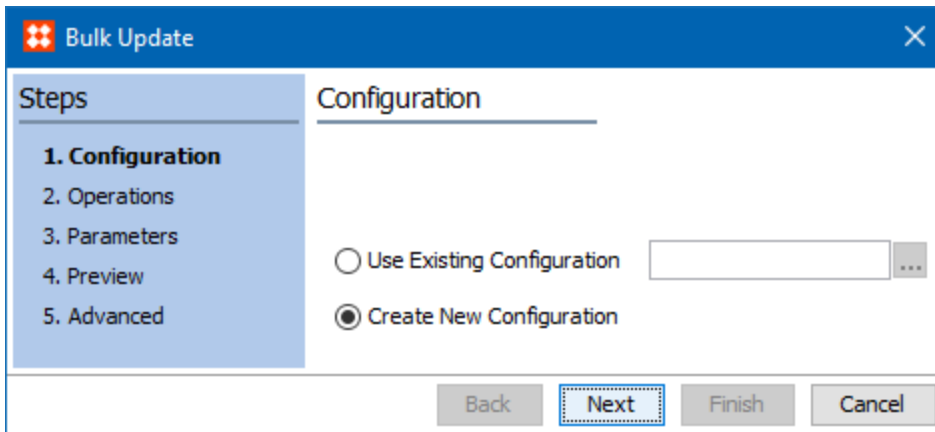 Bulk Update
Steps
1. Configuration
2. Operations
3. Parameters
4. Preview
5. Advanced
Configuration
Use Existing Configuration
...
Create New Configuration
Back Next Finish Cancel